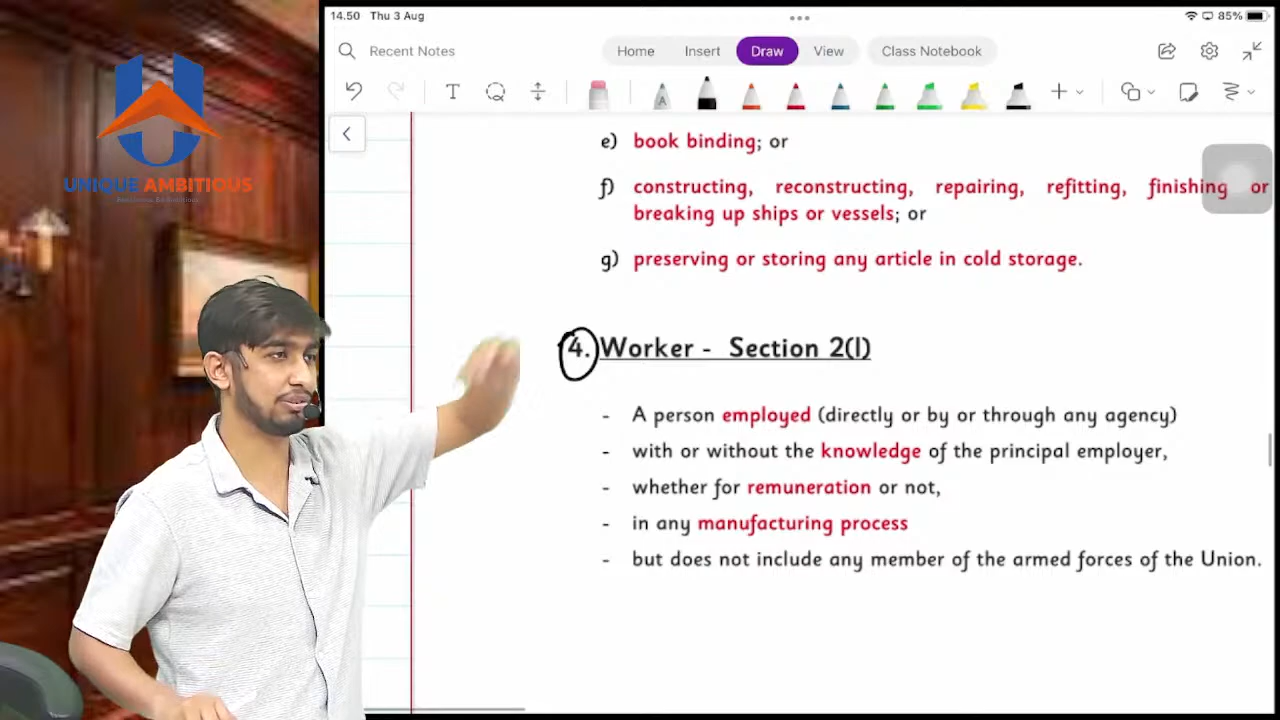 14.50 Thu 3 Aug
85%
Recent Notes
Home Insert Draw View Class Notebook
UNIQUE AMBITIOUS
e) book binding; or
f) constructing, reconstructing, repairing, refitting, finishing or
breaking up ships or vessels; or
g) preserving or storing any article in cold storage.
4. Worker - Section 2(l)
- A person employed (directly or by or through any agency)
- with or without the knowledge of the principal employer,
- whether for remuneration or not,
- in any manufacturing process
- but does not include any member of the armed forces of the Union.